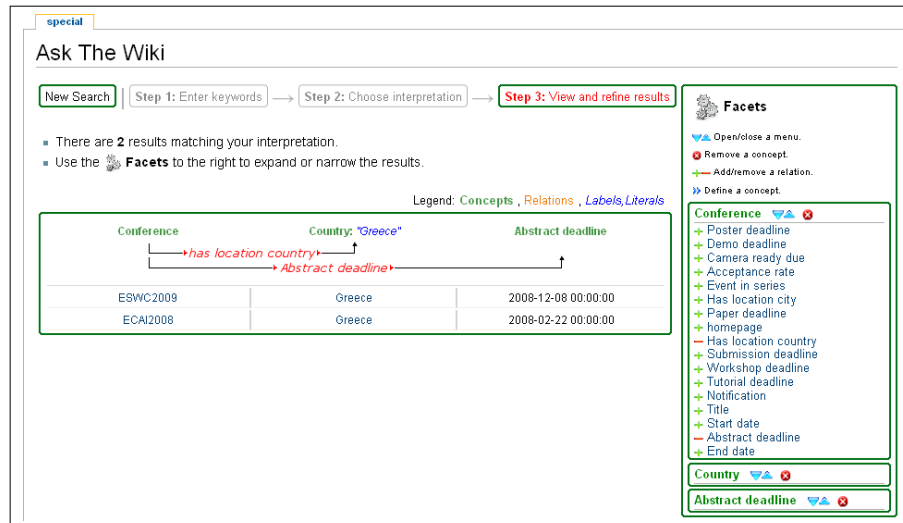 special
Ask The Wiki
New Search Step 1: Enter keywords Step 2: Choose interpretation Step 3: View and refine results
There are 2 results matching your interpretation.
Use the Facets to the right to expand or narrow the results.
Legend: Concepts , Relations , Labels,Literals
Conference Country: "Greece" Abstract deadline
has location country
Abstract deadline
ESWC2009 Greece 2008-12-08 00:00:00
ECAI2008 Greece 2008-02-22 00:00:00
Facets
Open/close a menu.
Remove a concept.
Add/remove a relation.
Define a concept.
Conference
Poster deadline
Demo deadline
Camera ready due
Acceptance rate
Event in series
Has location city
Paper deadline
homepage
Has location country
Submission deadline
Workshop deadline
Tutorial deadline
Notification
Title
Start date
Abstract deadline
End date
Country
Abstract deadline